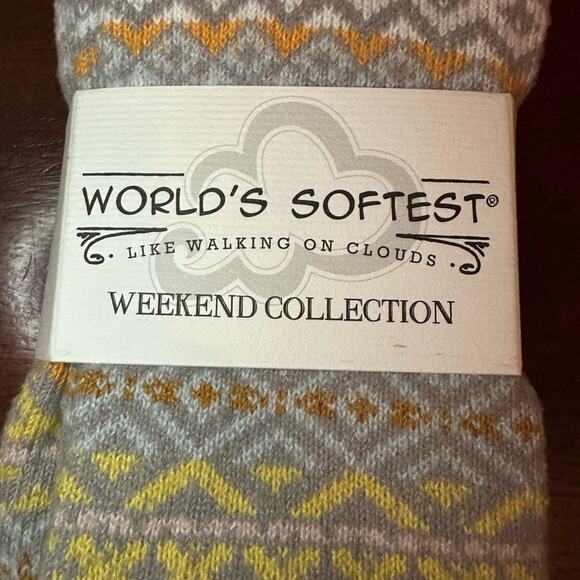 WORLD'S SOFTEST®
· LIKE WALKING ON CLOUDS ·
WEEKEND COLLECTION